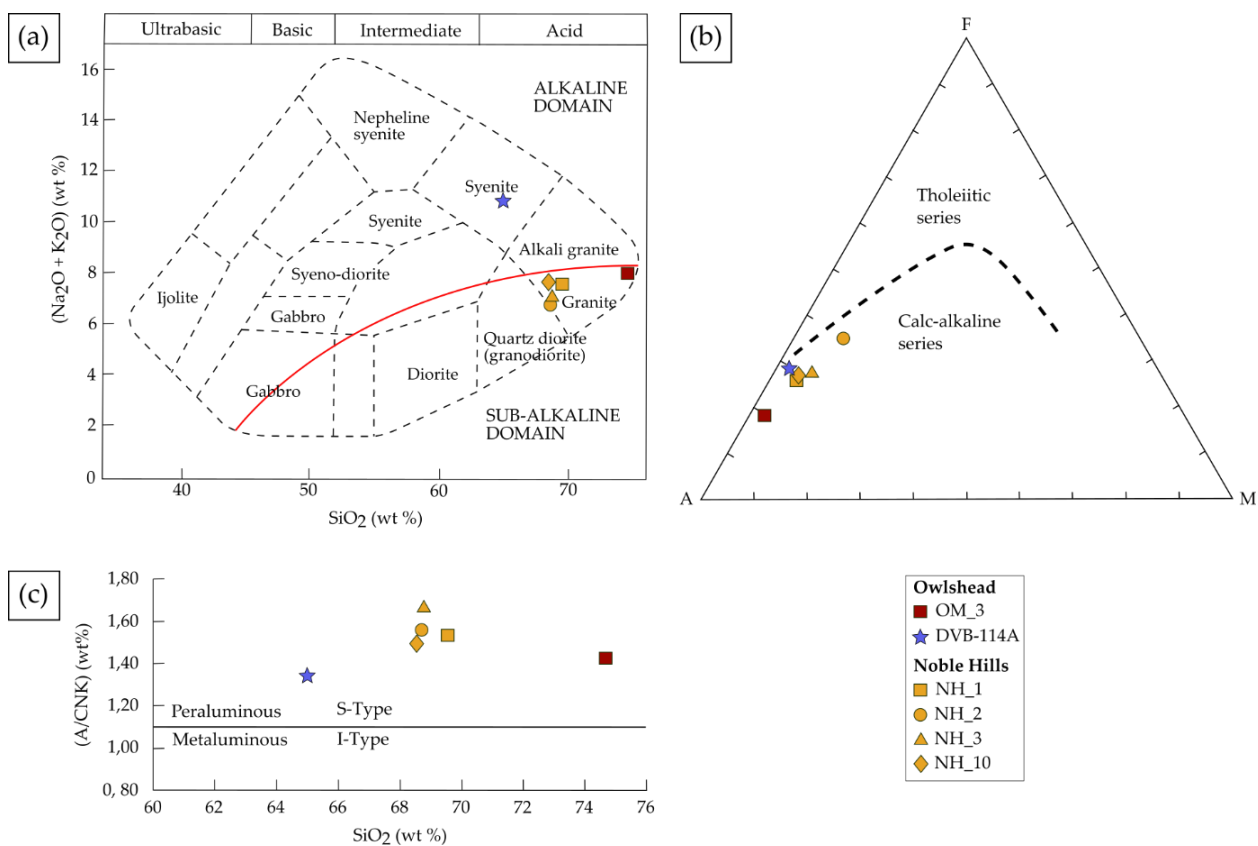 (a)
Ultrabasic
Basic
Intermediate
Acid
ALKALINE
DOMAIN
Nepheline
syenite
Syenite
Syenite
Alkali granite
Syeno-diorite
Ijolite
Gabbro
Granite
Quartz diorite
(granodiorite)
Diorite
Gabbro
SUB-ALKALINE
DOMAIN
(Na2O + K2O) (wt %)
16
14
12
10
8
6
4
2
0
40
50
60
70
SiO2 (wt %)
(b)
F
Tholeiitic
series
Calc-alkaline
series
A
M
(c)
(A/CNK) (wt%)
1,80
1,60
1,40
1,20
1,00
0, 80
Peraluminous
S-Type
Metaluminous
I-Type
60
62
64
66
68
70
72
74
76
SiO2 (wt %)
Owlshead
OM_3
DVB-114A
Noble Hills
NH_1
NH_2
NH_3
NH_10